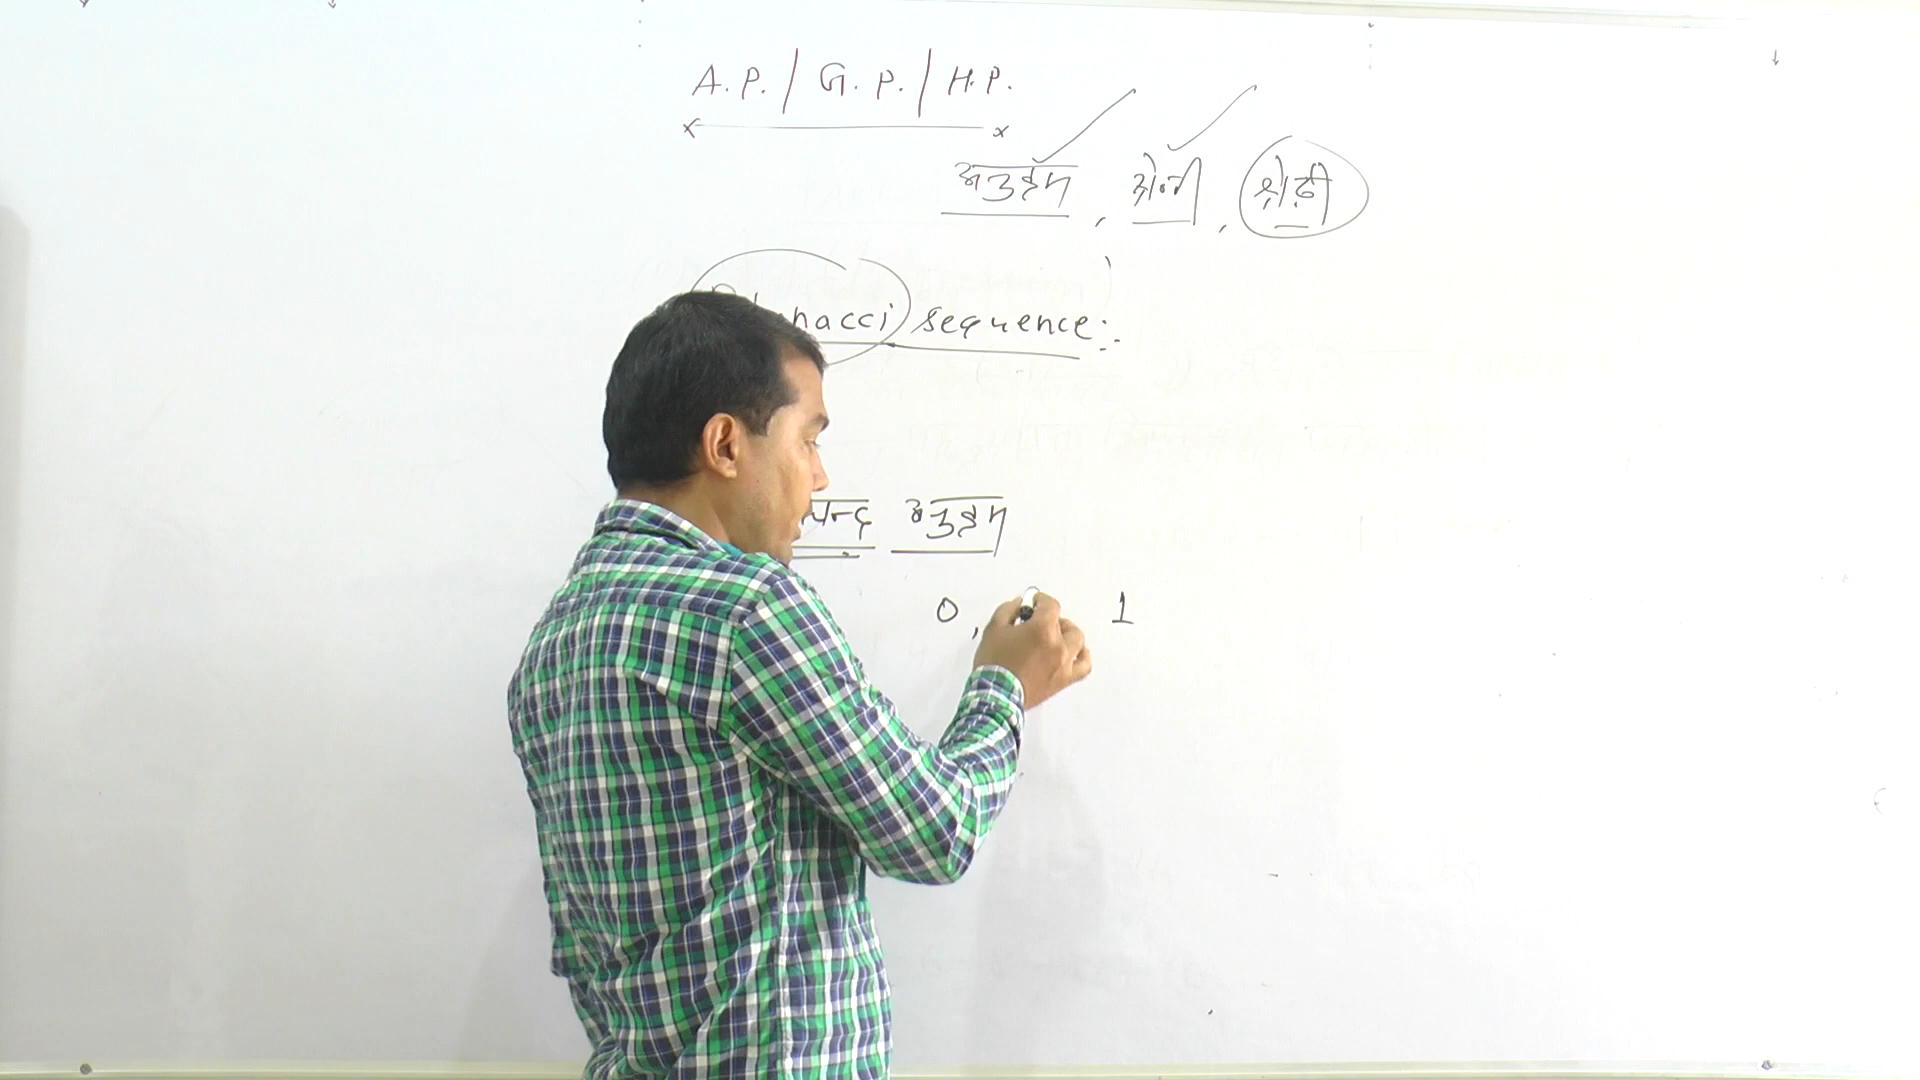 A.P. / G.P. / H.P.
अनुक्रम, श्रेणी, श्रेढ़ी
nacci sequence:-
अनुक्रम
0, 1